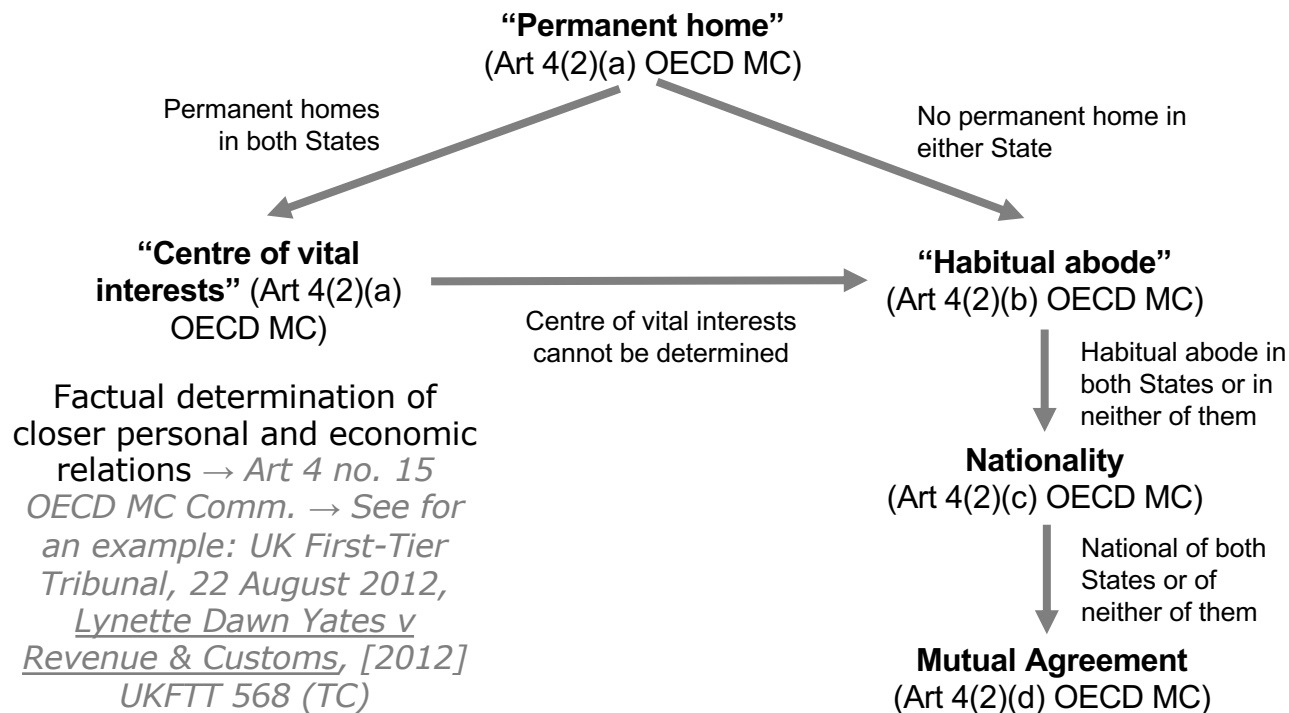 “Permanent home”
(Art 4(2)(a) OECD MC)
Permanent homes
in both States
No permanent home in
either State
“Centre of vital
interests” (Art 4(2)(a)
OECD MC)
Centre of vital interests
cannot be determined
“Habitual abode”
(Art 4(2)(b) OECD MC)
Habitual abode in
both States or in
neither of them
Factual determination of
closer personal and economic
relations → Art 4 no. 15
OECD MC Comm. → See for
an example: UK First-Tier
Tribunal, 22 August 2012,
Lynette Dawn Yates v
Revenue & Customs, [2012]
UKFTT 568 (TC)
Nationality
(Art 4(2)(c) OECD MC)
National of both
States or of
neither of them
Mutual Agreement
(Art 4(2)(d) OECD MC)